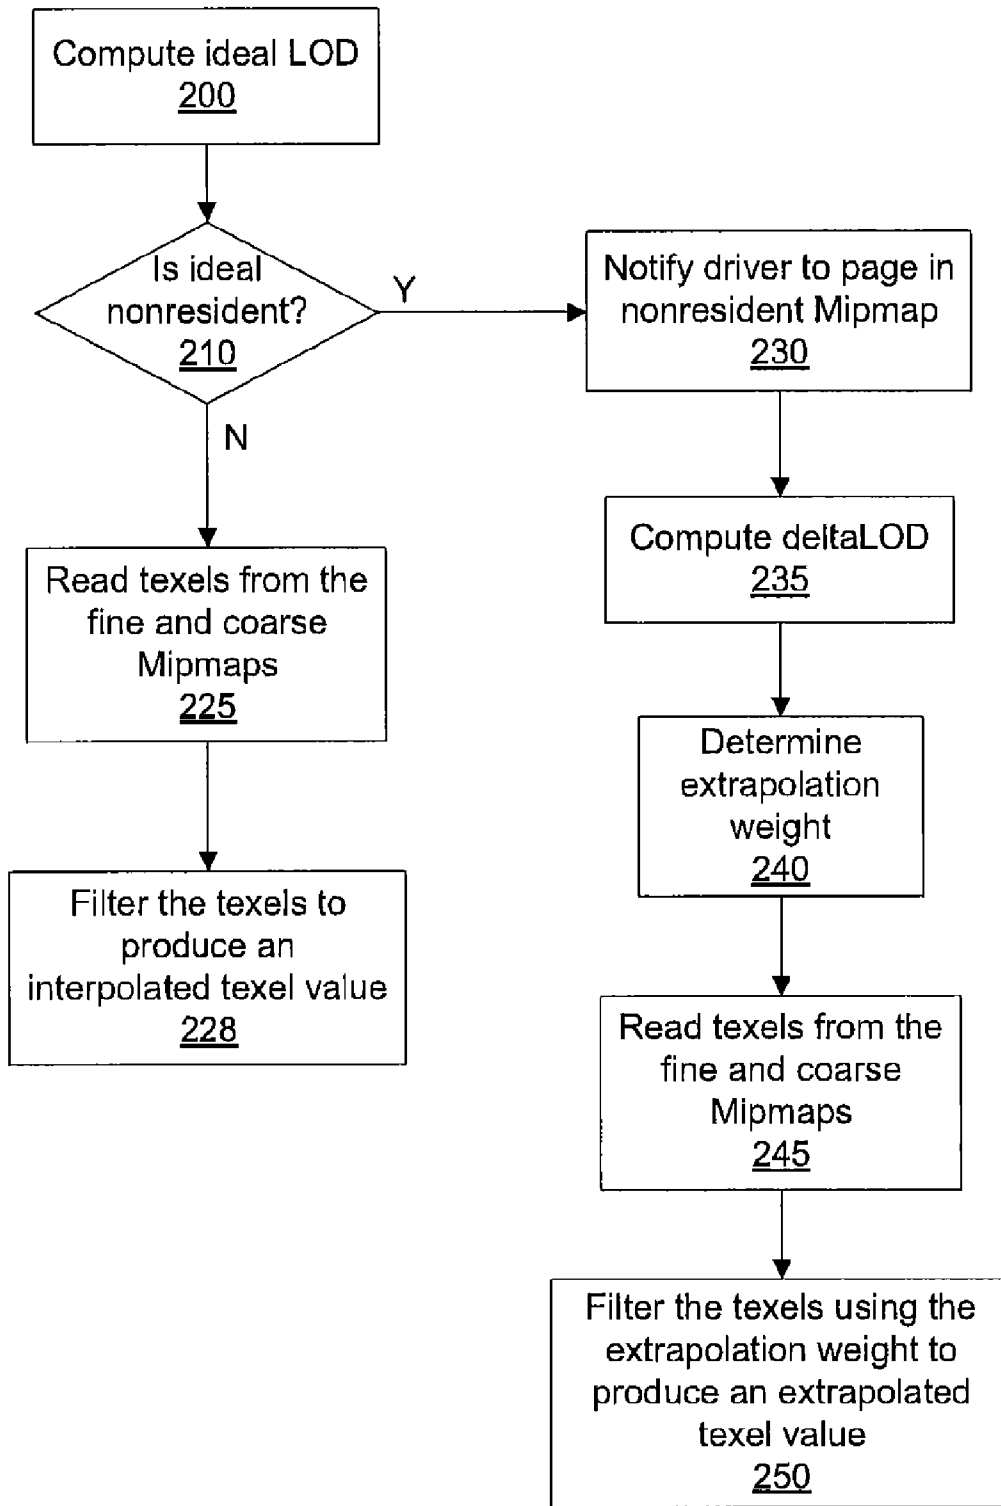 Compute ideal LOD
200
Is ideal
nonresident?
210
Y
N
Notify driver to page in
nonresident Mipmap
230
Compute deltaLOD
235
Read texels from the
fine and coarse
Mipmaps
225
Determine
extrapolation
weight
240
Filter the texels to
produce an
interpolated texel value
228
Read texels from the
fine and coarse
Mipmaps
245
Filter the texels using the
extrapolation weight to
produce an extrapolated
texel value
250